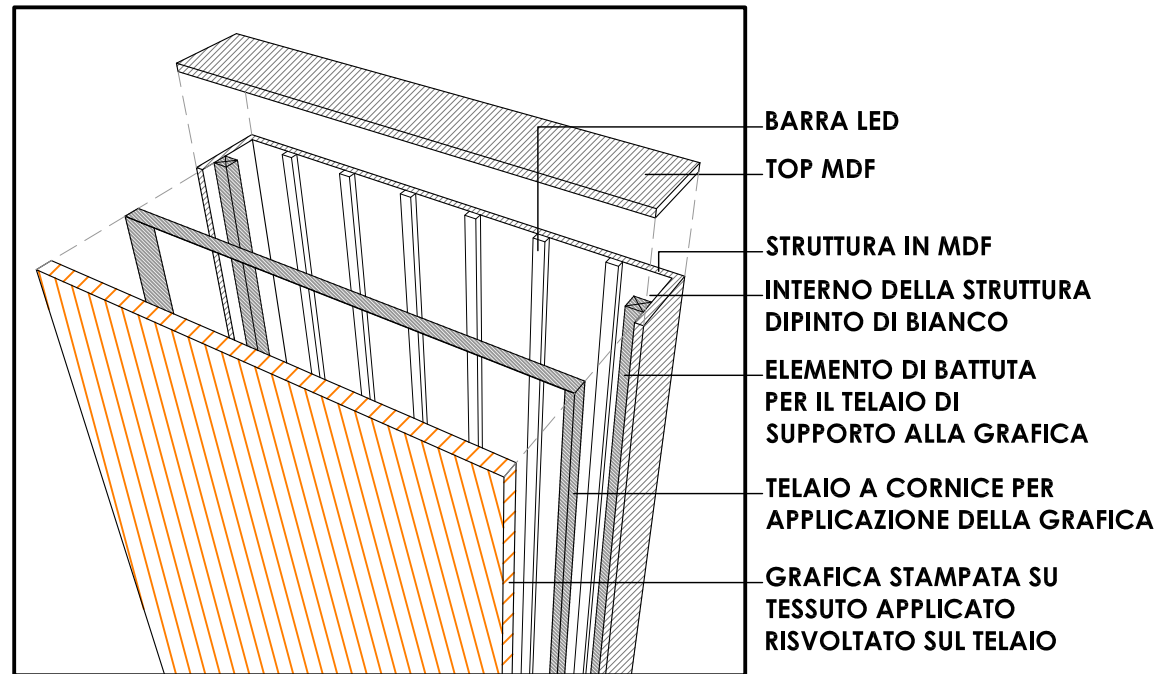 BARRA LED
TOP MDF
STRUTTURA IN MDF
INTERNO DELLA STRUTTURA
DIPINTO DI BIANCO
ELEMENTO DI BATTUTA
PER IL TELAIO DI
SUPPORTO ALLA GRAFICA
TELAIO A CORNICE PER
APPLICAZIONE DELLA GRAFICA
GRAFICA STAMPATA SU
TESSUTO APPLICATO
RISVOLTATO SUL TELAIO